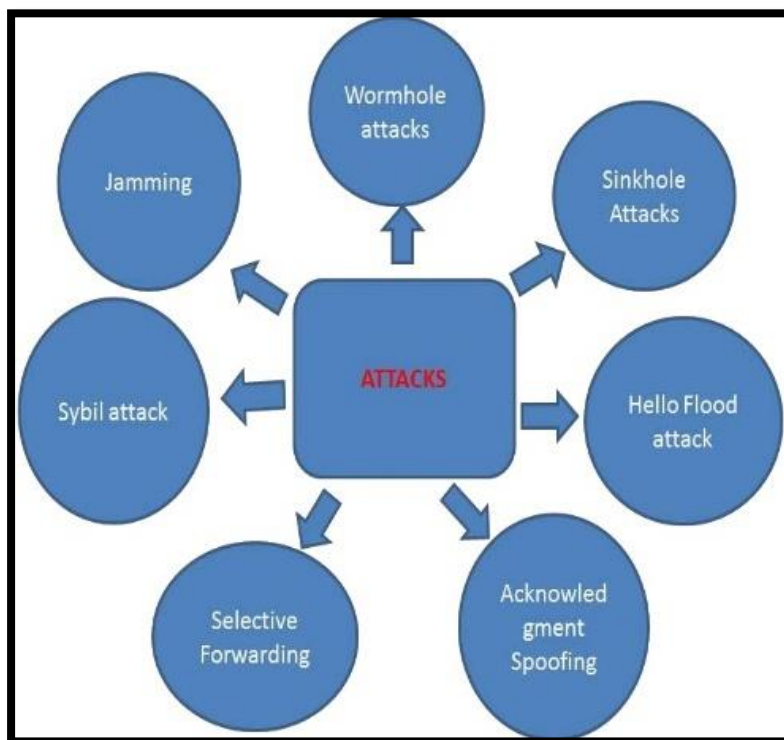 Wormhole
attacks
Jamming
Sinkhole
Attacks
ATTACKS
Sybil attack
Hello Flood
attack
Selective
Forwarding
Acknowled
gment
Spoofing